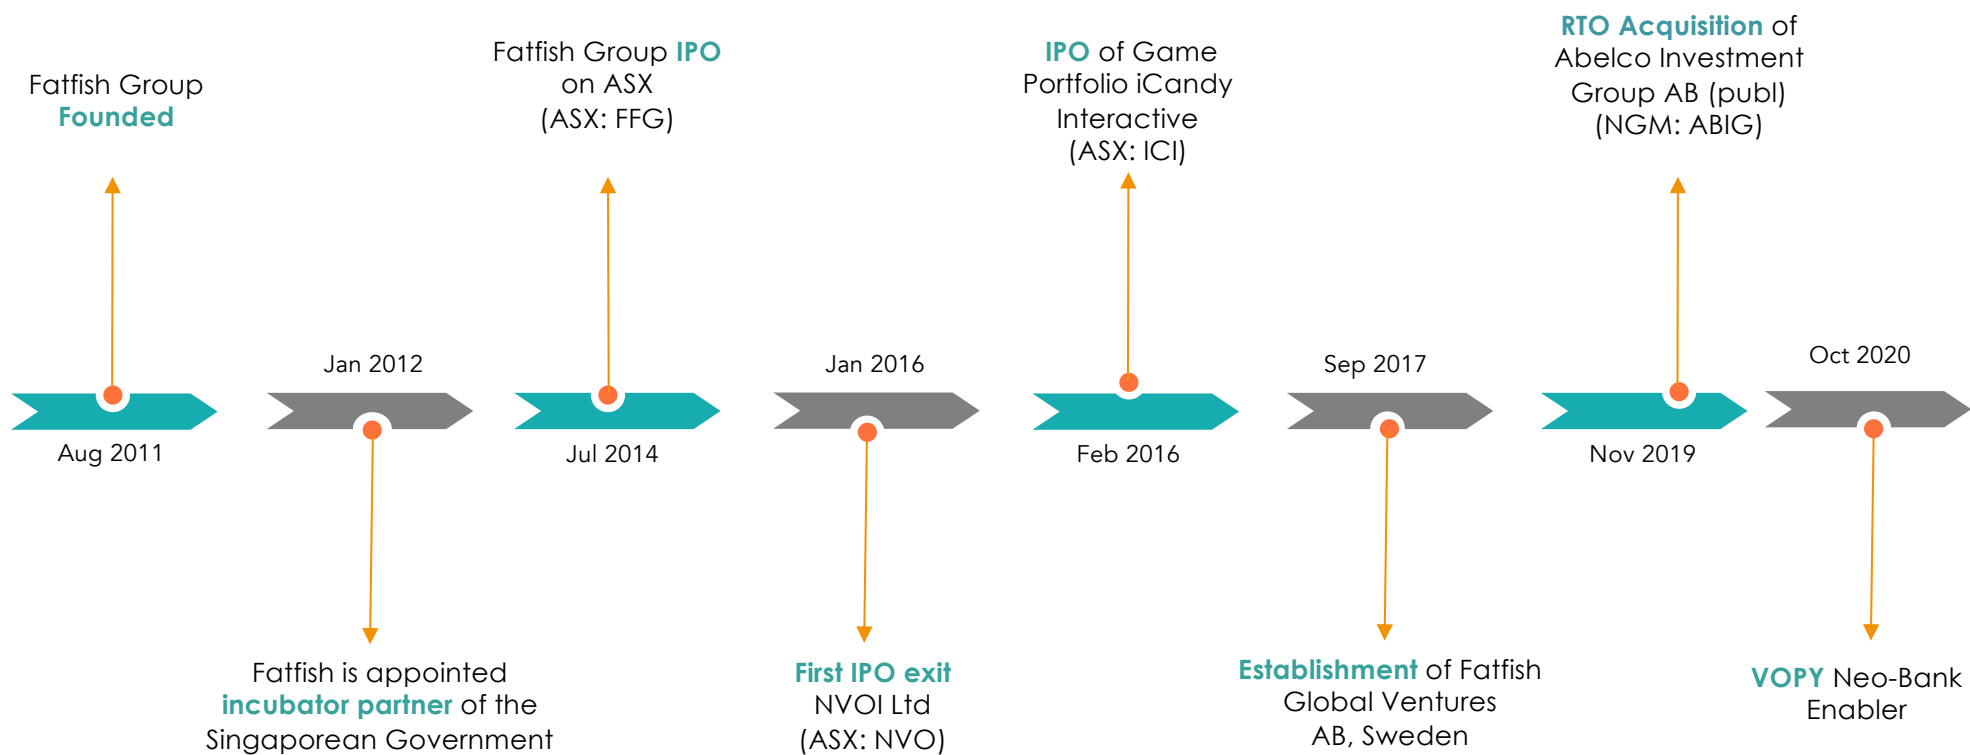 Fatfish Group
Founded
Aug 2011
Jan 2012
Fatfish is appointed
incubator partner of the
Singaporean Government
Fatfish Group IPO
on ASX
(ASX: FFG)
Jul 2014
Jan 2016
First IPO exit
NVOI Ltd
(ASX: NVO)
IPO of Game
Portfolio iCandy
Interactive
(ASX: ICI)
Feb 2016
Sep 2017
Establishment of Fatfish
Global Ventures
AB, Sweden
RTO Acquisition of
Abelco Investment
Group AB (publ)
(NGM: ABIG)
Nov 2019
Oct 2020
VOPY Neo-Bank
Enabler